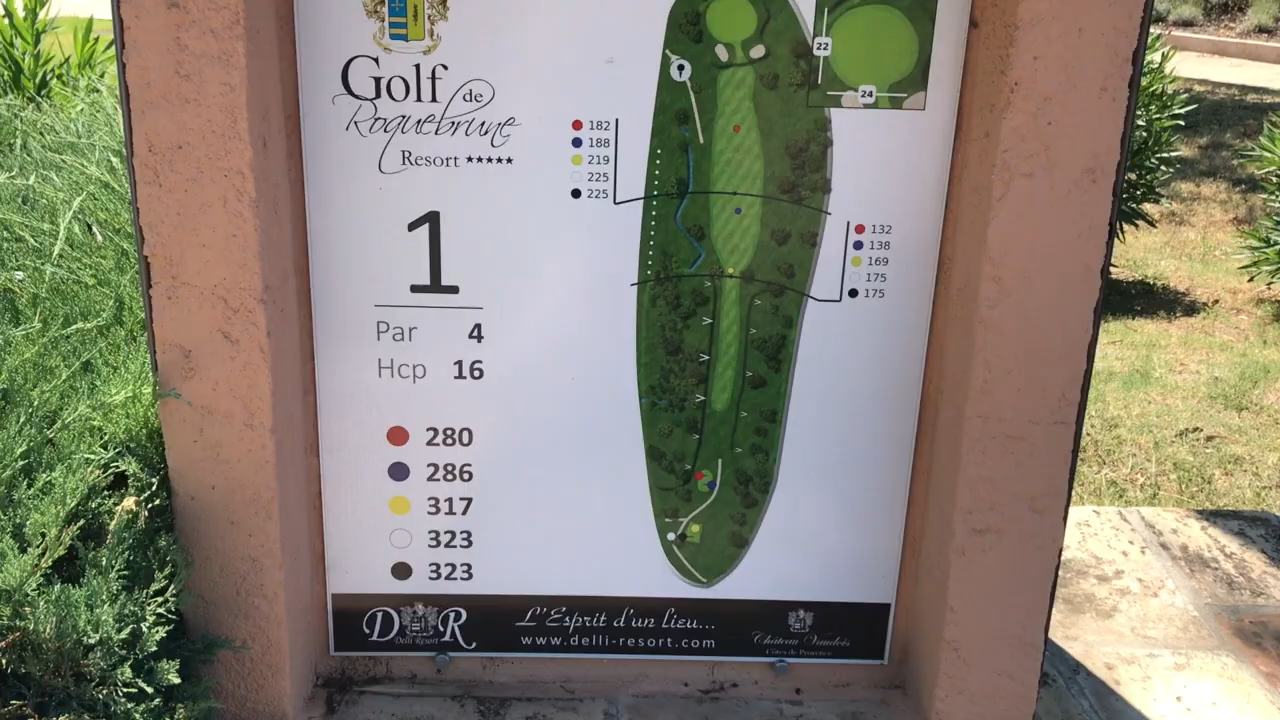 Golf de
Roquebrune
Resort ★★★★★
1
Par 4
Hcp 16
280
286
317
323
323
182
188
219
225
225
22
24
132
138
169
175
175
D R
Delli Resort
L'Esprit d'un lieu...
www.delli-resort.com
Château Vaudois
Côtes de Provence